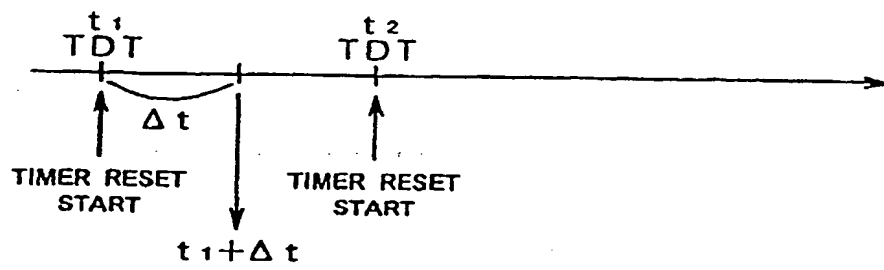 t1 t2
TDT TDT
Δt
TIMER RESET TIMER RESET
START START
t1+Δt